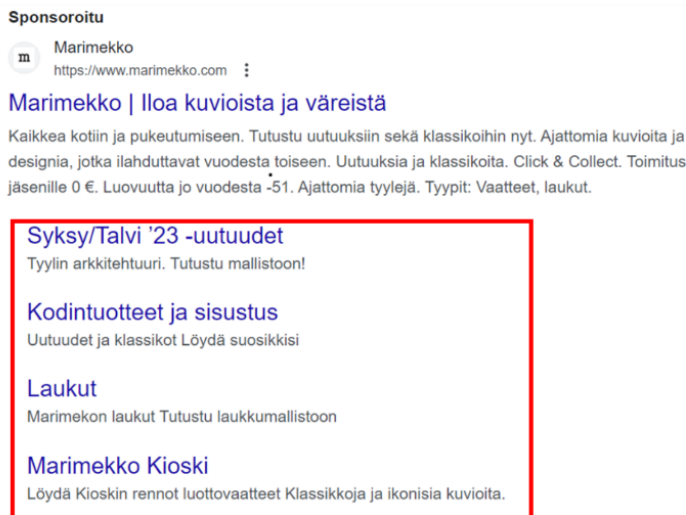 Sponsoroitu
m
Marimekko
https://www.marimekko.com
Marimekko | Iloa kuvioista ja väreistä
Kaikkea kotiin ja pukeutumiseen. Tutustu uutuuksiin sekä klassikoihin nyt. Ajattomia kuvioita ja
designia, jotka ilahduttavat vuodesta toiseen. Uutuuksia ja klassikoita. Click & Collect. Toimitus
jäsenille 0 €. Luovuutta jo vuodesta -51. Ajattomia tyylejä. Tyypit: Vaatteet, laukut.
Syksy/Talvi '23 -uutuudet
Tyylin arkkitehtuuri. Tutustu mallistoon!
Kodintuotteet ja sisustus
Uutuudet ja klassikot Löydä suosikkisi
Laukut
Marimekon laukut Tutustu laukkumallistoon
Marimekko Kioski
Löydä Kioskin rennot luottovaatteet Klassikkoja ja ikonisia kuvioita.